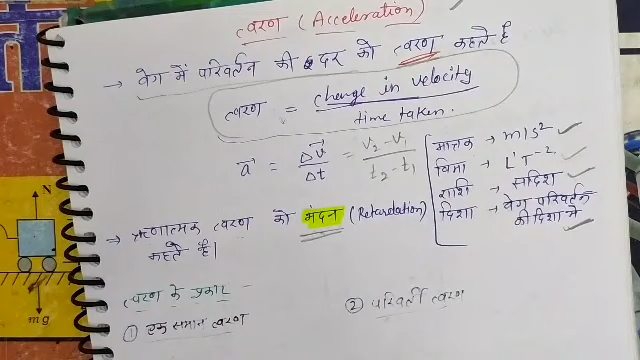 त्वरण (Acceleration)
→ वेग में परिवर्तन की दर को त्वरण कहते है
त्वरण = change in velocity / time taken.
a⃗ = Δv⃗ / Δt = v₂-v₁ / t₂-t₁
मात्रक → m/s²
विमा → L¹T⁻²
राशि → सदिश
दिशा → वेग परिवर्तन
की दिशा में
→ ऋणात्मक त्वरण को मंदन (Retardation)
कहते है।
त्वरण के प्रकार -
① एक समान त्वरण
② परिवर्ती त्वरण
N
mg